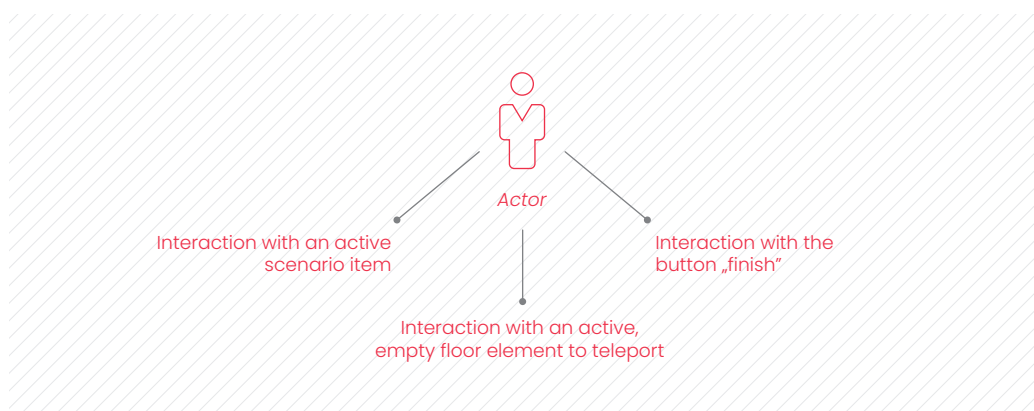 Actor
Interaction with an active
scenario item
Interaction with the
button „finish”
Interaction with an active,
empty floor element to teleport